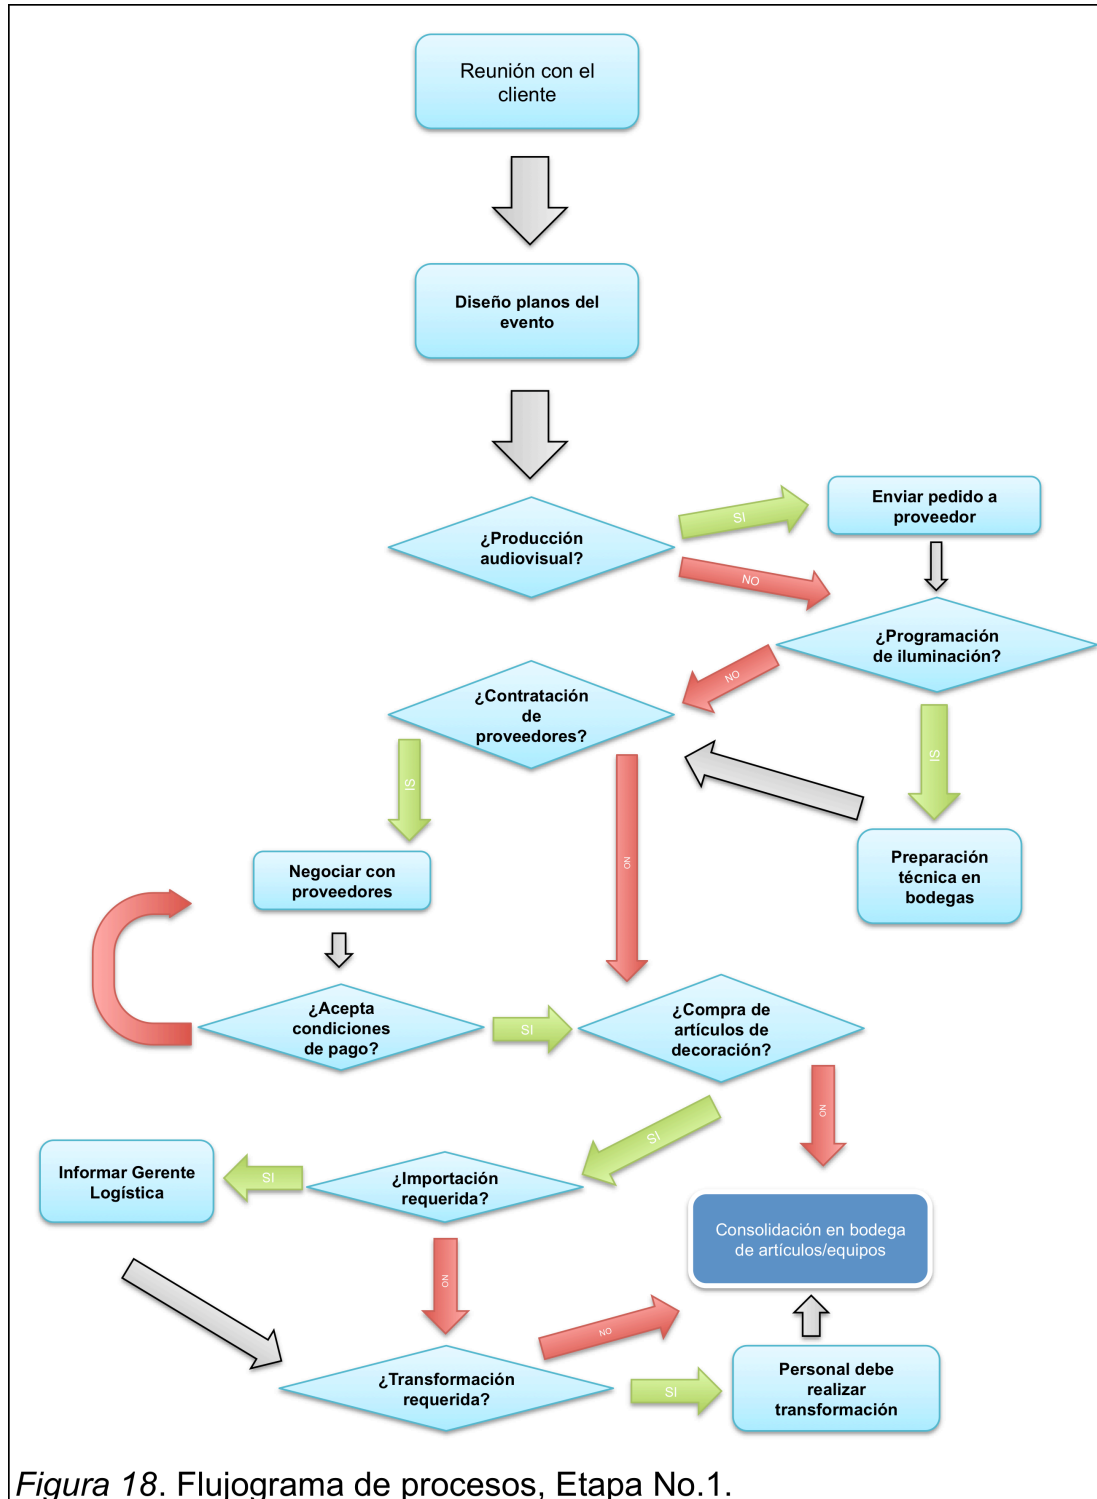 Reunión con el
cliente
Diseño planos del
evento
¿Producción
audiovisual?
SI
NO
Enviar pedido a
proveedor
¿Programación
de iluminación?
NO
SI
¿Contratación
de
proveedores?
SI
NO
Preparación
técnica en
bodegas
Negociar con
proveedores
¿Acepta
condiciones
de pago?
SI
¿Compra de
artículos de
decoración?
SI
NO
Informar Gerente
Logística
SI
¿Importación
requerida?
NO
Consolidación en bodega
de artículos/equipos
NO
¿Transformación
requerida?
SI
Personal debe
realizar
transformación
Figura 18. Flujograma de procesos, Etapa No.1.